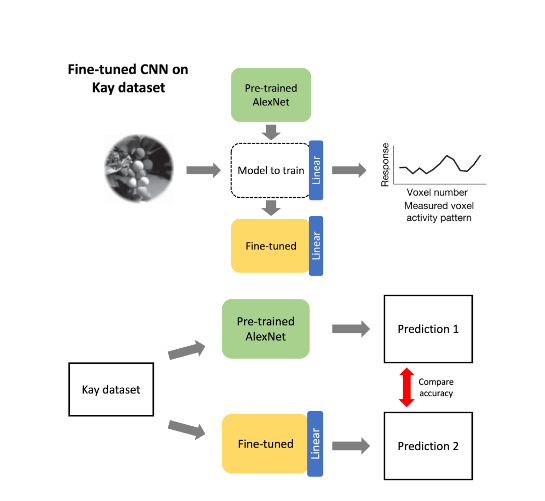 Fine-tuned CNN on
Kay dataset
Pre-trained
AlexNet
Model to train
Linear
Response
Voxel number
Measured voxel
activity pattern
Fine-tuned
Linear
Pre-trained
AlexNet
Prediction 1
Kay dataset
Compare
accuracy
Fine-tuned
Linear
Prediction 2